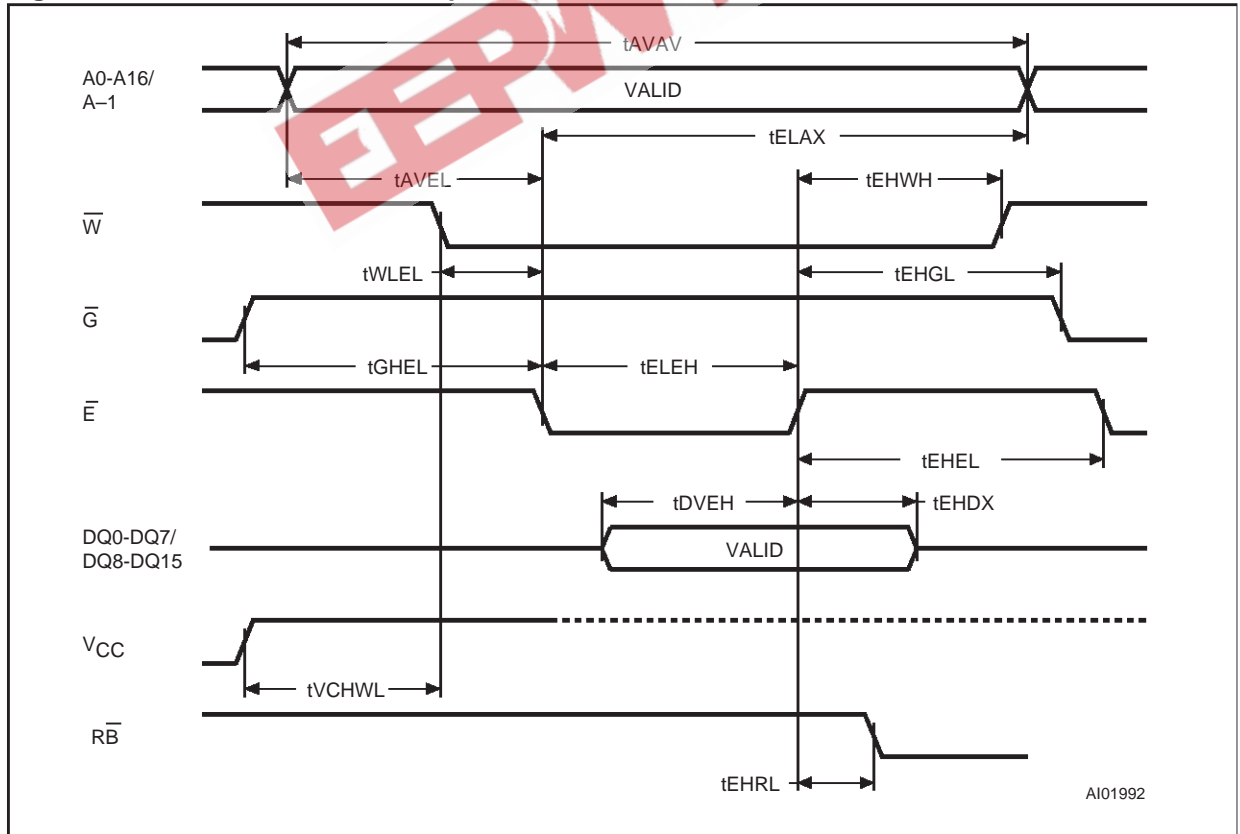 tAVAV
A0-A16/
A–1
VALID
tELAX
tAVEL
tEHWH
W̅
tWLEL
tEHGL
G̅
tGHEL
tELEH
E̅
tEHEL
tDVEH
tEHDX
DQ0-DQ7/
DQ8-DQ15
VALID
VCC
tVCHWL
RB̅
tEHRL
AI01992